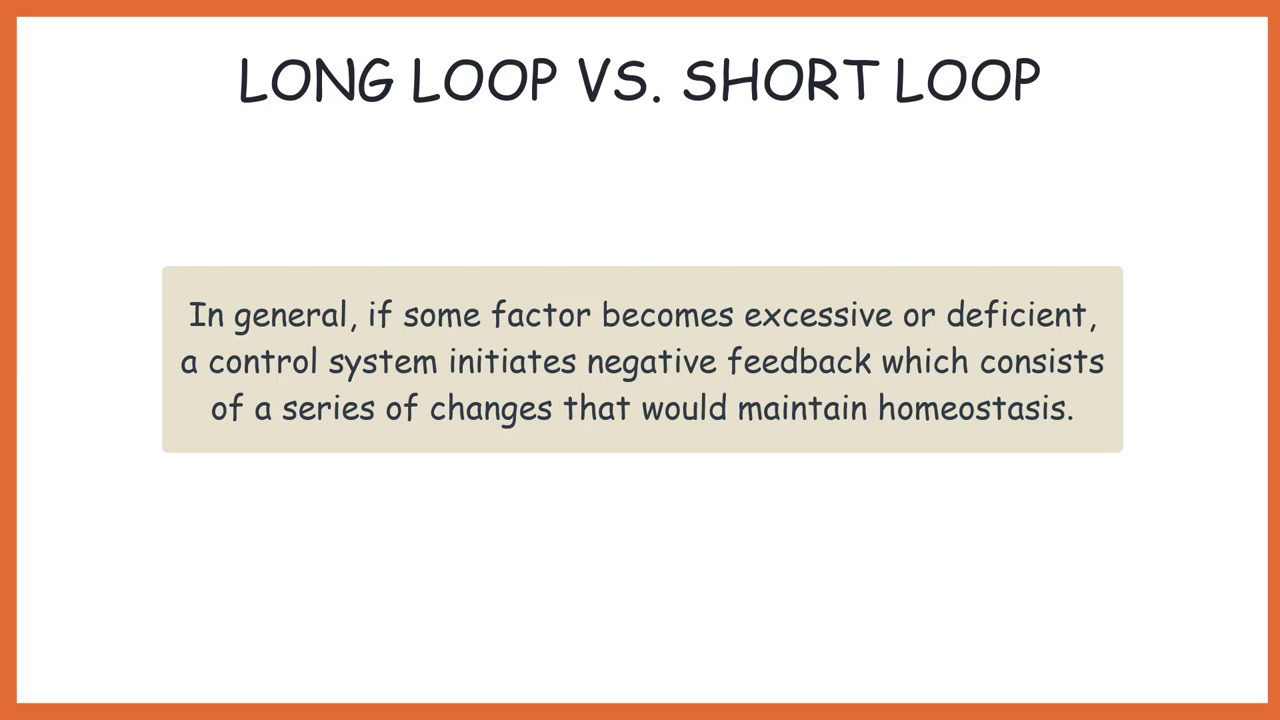 LONG LOOP VS. SHORT LOOP
In general, if some factor becomes excessive or deficient,
a control system initiates negative feedback which consists
of a series of changes that would maintain homeostasis.